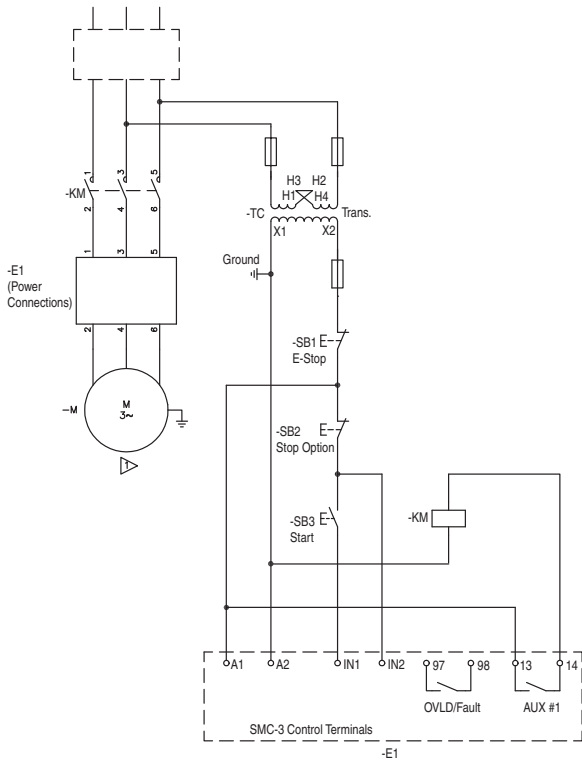 1 3 5
-KM
2 4 6
H3 H2
H1 H4
-TC Trans.
X1 X2
1 3 5
-E1
(Power
Connections)
2 4 6
Ground
-SB1
E-Stop
-M
M
3~
1
-SB2
Stop Option
-SB3
Start
-KM
A1 A2 IN1 IN2 97 98 13 14
OVLD/Fault AUX #1
SMC-3 Control Terminals
-E1